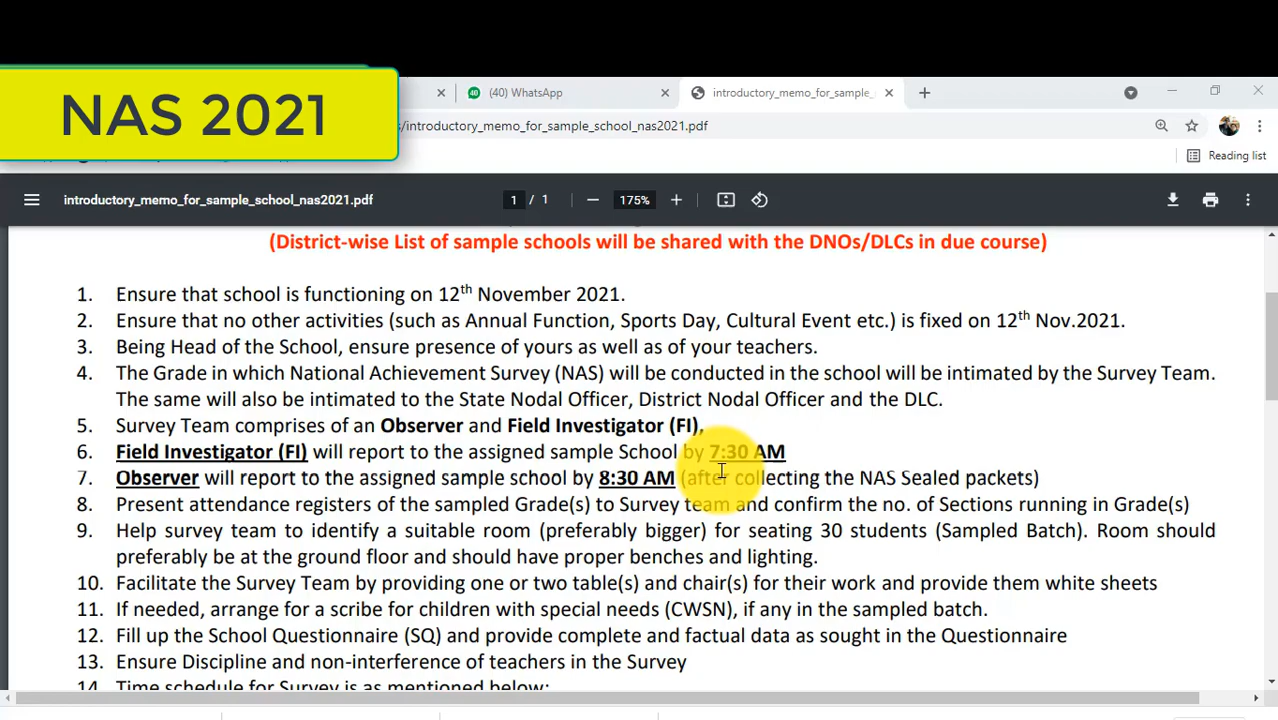 NAS 2021
(40) WhatsApp
introductory_memo_for_sample_
s/introductory_memo_for_sample_school_nas2021.pdf
Reading list
introductory_memo_for_sample_school_nas2021.pdf
1 / 1
175%
(District-wise List of sample schools will be shared with the DNOs/DLCs in due course)
1. Ensure that school is functioning on 12th November 2021.
2. Ensure that no other activities (such as Annual Function, Sports Day, Cultural Event etc.) is fixed on 12th Nov.2021.
3. Being Head of the School, ensure presence of yours as well as of your teachers.
4. The Grade in which National Achievement Survey (NAS) will be conducted in the school will be intimated by the Survey Team.
The same will also be intimated to the State Nodal Officer, District Nodal Officer and the DLC.
5. Survey Team comprises of an Observer and Field Investigator (FI),
6. Field Investigator (FI) will report to the assigned sample School by 7:30 AM
7. Observer will report to the assigned sample school by 8:30 AM (after collecting the NAS Sealed packets)
8. Present attendance registers of the sampled Grade(s) to Survey team and confirm the no. of Sections running in Grade(s)
9. Help survey team to identify a suitable room (preferably bigger) for seating 30 students (Sampled Batch). Room should
preferably be at the ground floor and should have proper benches and lighting.
10. Facilitate the Survey Team by providing one or two table(s) and chair(s) for their work and provide them white sheets
11. If needed, arrange for a scribe for children with special needs (CWSN), if any in the sampled batch.
12. Fill up the School Questionnaire (SQ) and provide complete and factual data as sought in the Questionnaire
13. Ensure Discipline and non-interference of teachers in the Survey
14. Time schedule for Survey is as mentioned below: